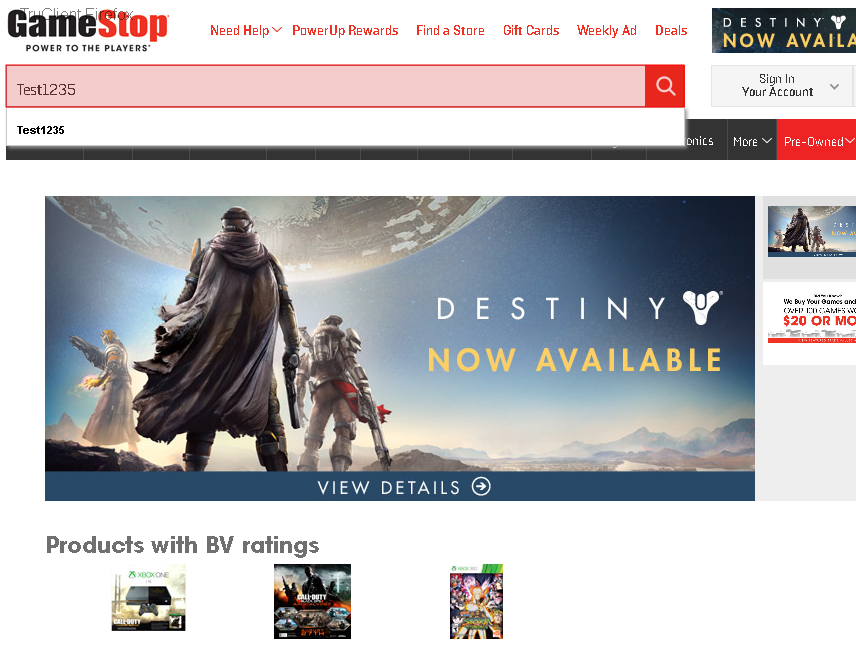 TruClient Firefox
GameStop
POWER TO THE PLAYERS
Need Help
PowerUp Rewards
Find a Store
Gift Cards
Weekly Ad
Deals
DESTINY
NOW AVAILA
Test1235
Sign In
Your Account
Test1235
onics
More
Pre-Owned
DESTINY
NOW AVAILABLE
VIEW DETAILS
We Buy Your Games and
OVER 100 GAMES WO
$20 OR MO
Products with BV ratings
XBOX ONE
CALL OF DUTY
XBOX 360
CALL OF DUTY